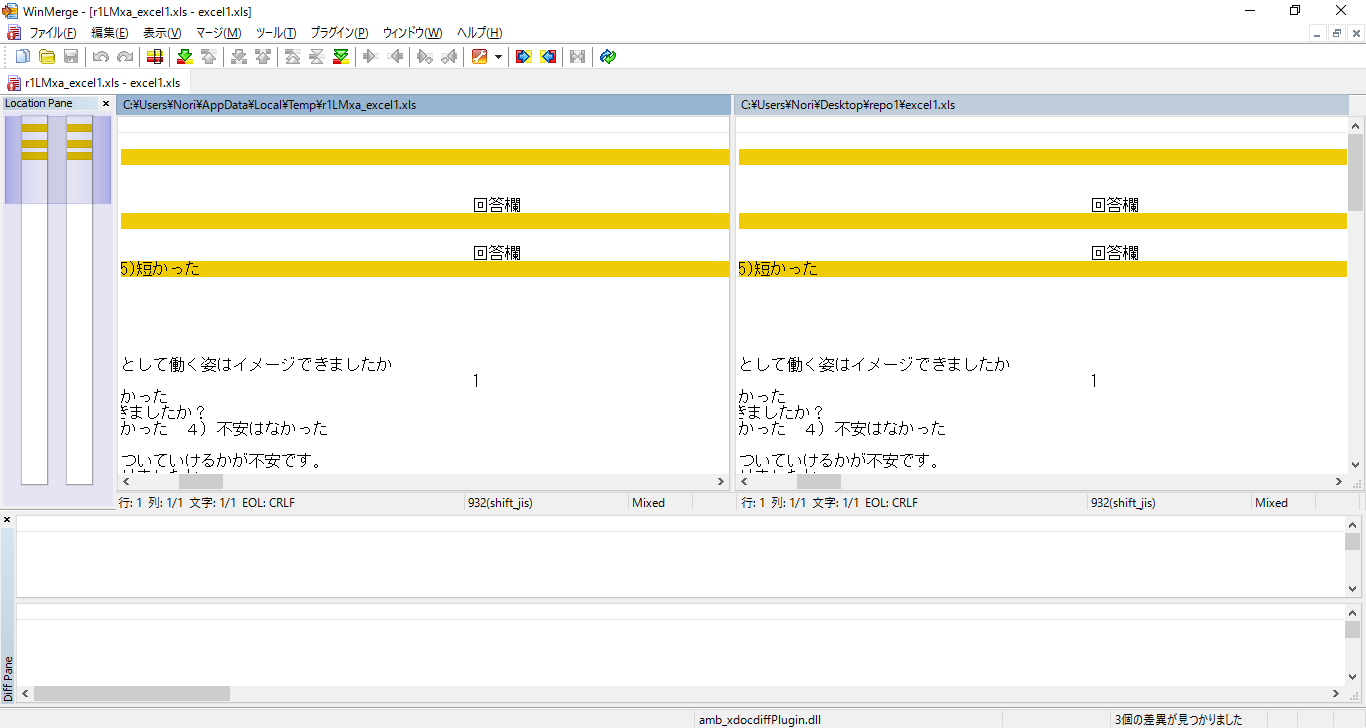 WinMerge - [r1LMxa_excel1.xls - excel1.xls]
ファイル(F) 編集(E) 表示(V) マージ(M) ツール(T) プラグイン(P) ウィンドウ(W) ヘルプ(H)
r1LMxa_excel1.xls - excel1.xls
Location Pane
C:¥Users¥Nori¥AppData¥Local¥Temp¥r1LMxa_excel1.xls
回答欄
回答欄
5)短かった
として働く姿はイメージできましたか
1
かった
きましたか？
かった　４）不安はなかった
ついていけるかが不安です。
行: 1 列: 1/1 文字: 1/1 EOL: CRLF 932(shift_jis) Mixed
C:¥Users¥Nori¥Desktop¥repo1¥excel1.xls
回答欄
回答欄
5)短かった
として働く姿はイメージできましたか
1
かった
きましたか？
かった　４）不安はなかった
ついていけるかが不安です。
行: 1 列: 1/1 文字: 1/1 EOL: CRLF 932(shift_jis) Mixed
Diff Pane
amb_xdocdiffPlugin.dll 3個の差異が見つかりました